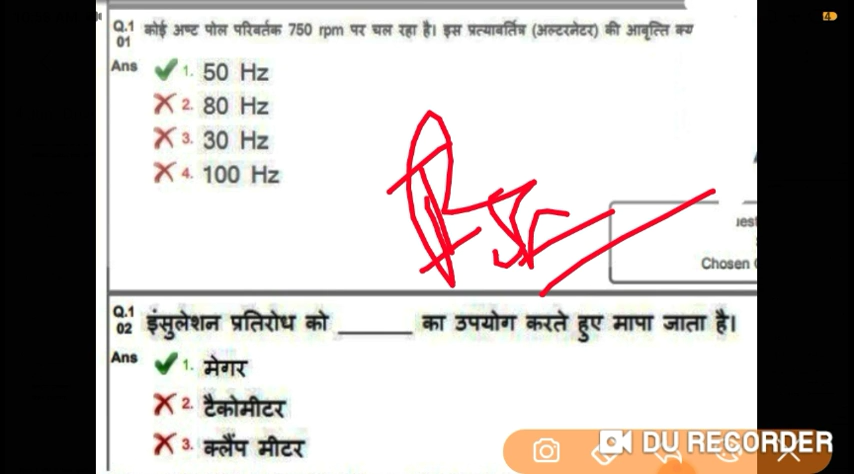 Q.1
01
कोई अष्ट पोल परिवर्तक 750 rpm पर चल रहा है। इस प्रत्यावर्तित्र (अल्टरनेटर) की आबृत्ति क्य
Ans
1. 50 Hz
2. 80 Hz
3. 30 Hz
4. 100 Hz
Chosen
Q.1
02
इंसुलेशन प्रतिरोध को ______ का उपयोग करते हुए मापा जाता है।
Ans
1. मेगर
2. टैकोमीटर
3. क्लैंप मीटर
DU RECORDER